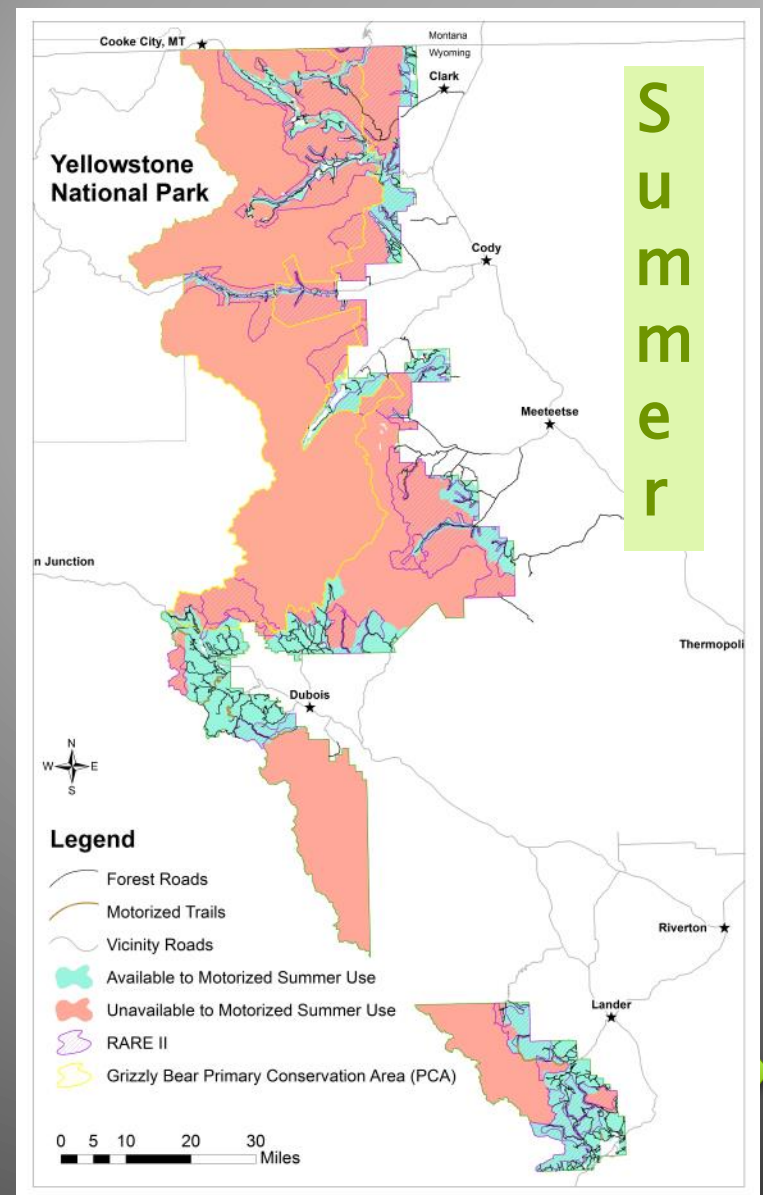 Cooke City, MT
Montana
Wyoming
Clark
Yellowstone
National Park
Cody
Meeteetse
n Junction
Thermopoli
Dubois
N
W E
S
Legend
Forest Roads
Motorized Trails
Vicinity Roads
Available to Motorized Summer Use
Unavailable to Motorized Summer Use
RARE II
Grizzly Bear Primary Conservation Area (PCA)
Riverton
Lander
0 5 10 20 30
Miles
S
u
m
m
e
r